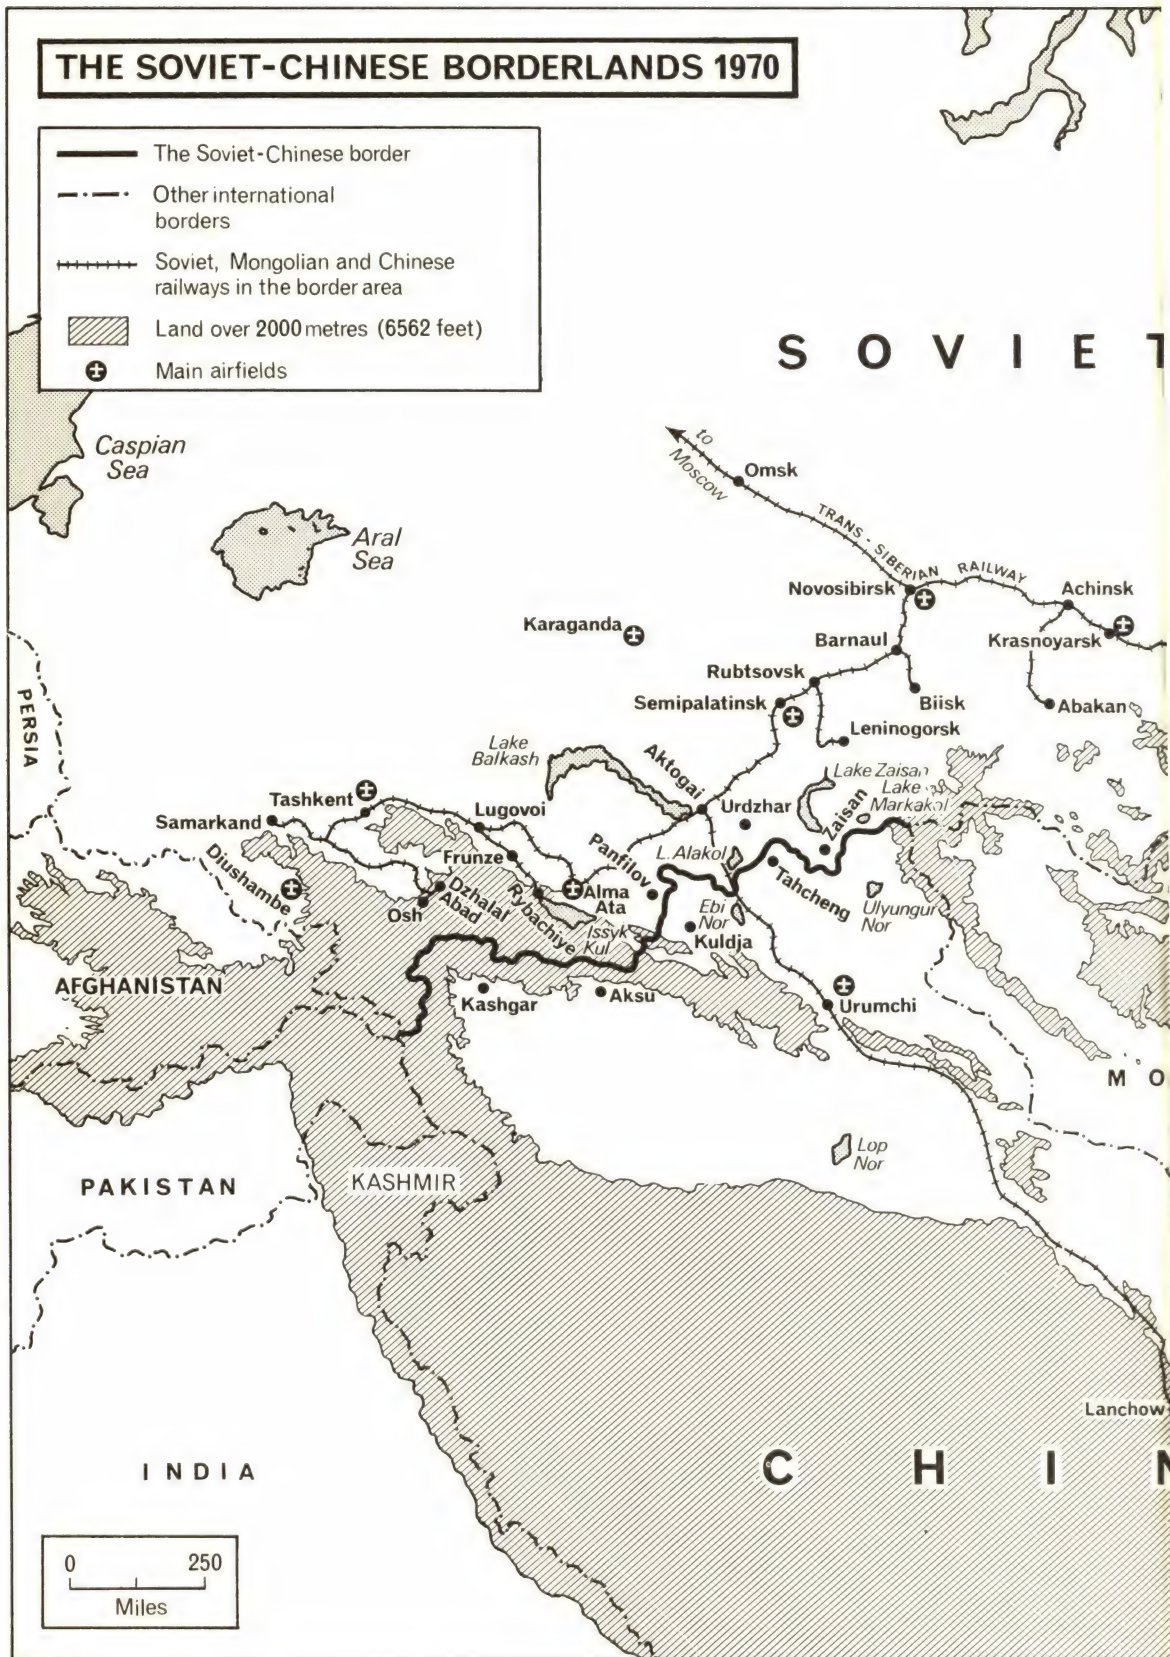 THE SOVIET-CHINESE BORDERLANDS 1970
The Soviet-Chinese border
Other international
borders
Soviet, Mongolian and Chinese
railways in the border area
Land over 2000 metres (6562 feet)
Main airfields
SOVIET
Caspian
Sea
Aral
Sea
to
Moscow
Omsk
TRANS-SIBERIAN RAILWAY
Novosibirsk
Achinsk
Karaganda
Krasnoyarsk
Barnaul
Rubtsovsk
Semipalatinsk
Biisk
Abakan
Leninogorsk
PERSIA
Lake
Balkash
Aktogai
Lake Zaisan
Lake
Markakol
Zaisan
Urdzhar
Tashkent
Samarkand
Lugovoi
Frunze
Panfilov
L. Alakol
Diushambe
Dzhalal
Abad
Osh
Rybachiye
Alma
Ata
Issyk
Kul
Ebi
Nor
Kuldja
Tahcheng
Ulyungur
Nor
AFGHANISTAN
Kashgar
Aksu
Urumchi
MO
Lop
Nor
PAKISTAN
KASHMIR
Lanchow
INDIA
CHIN
0 250
Miles